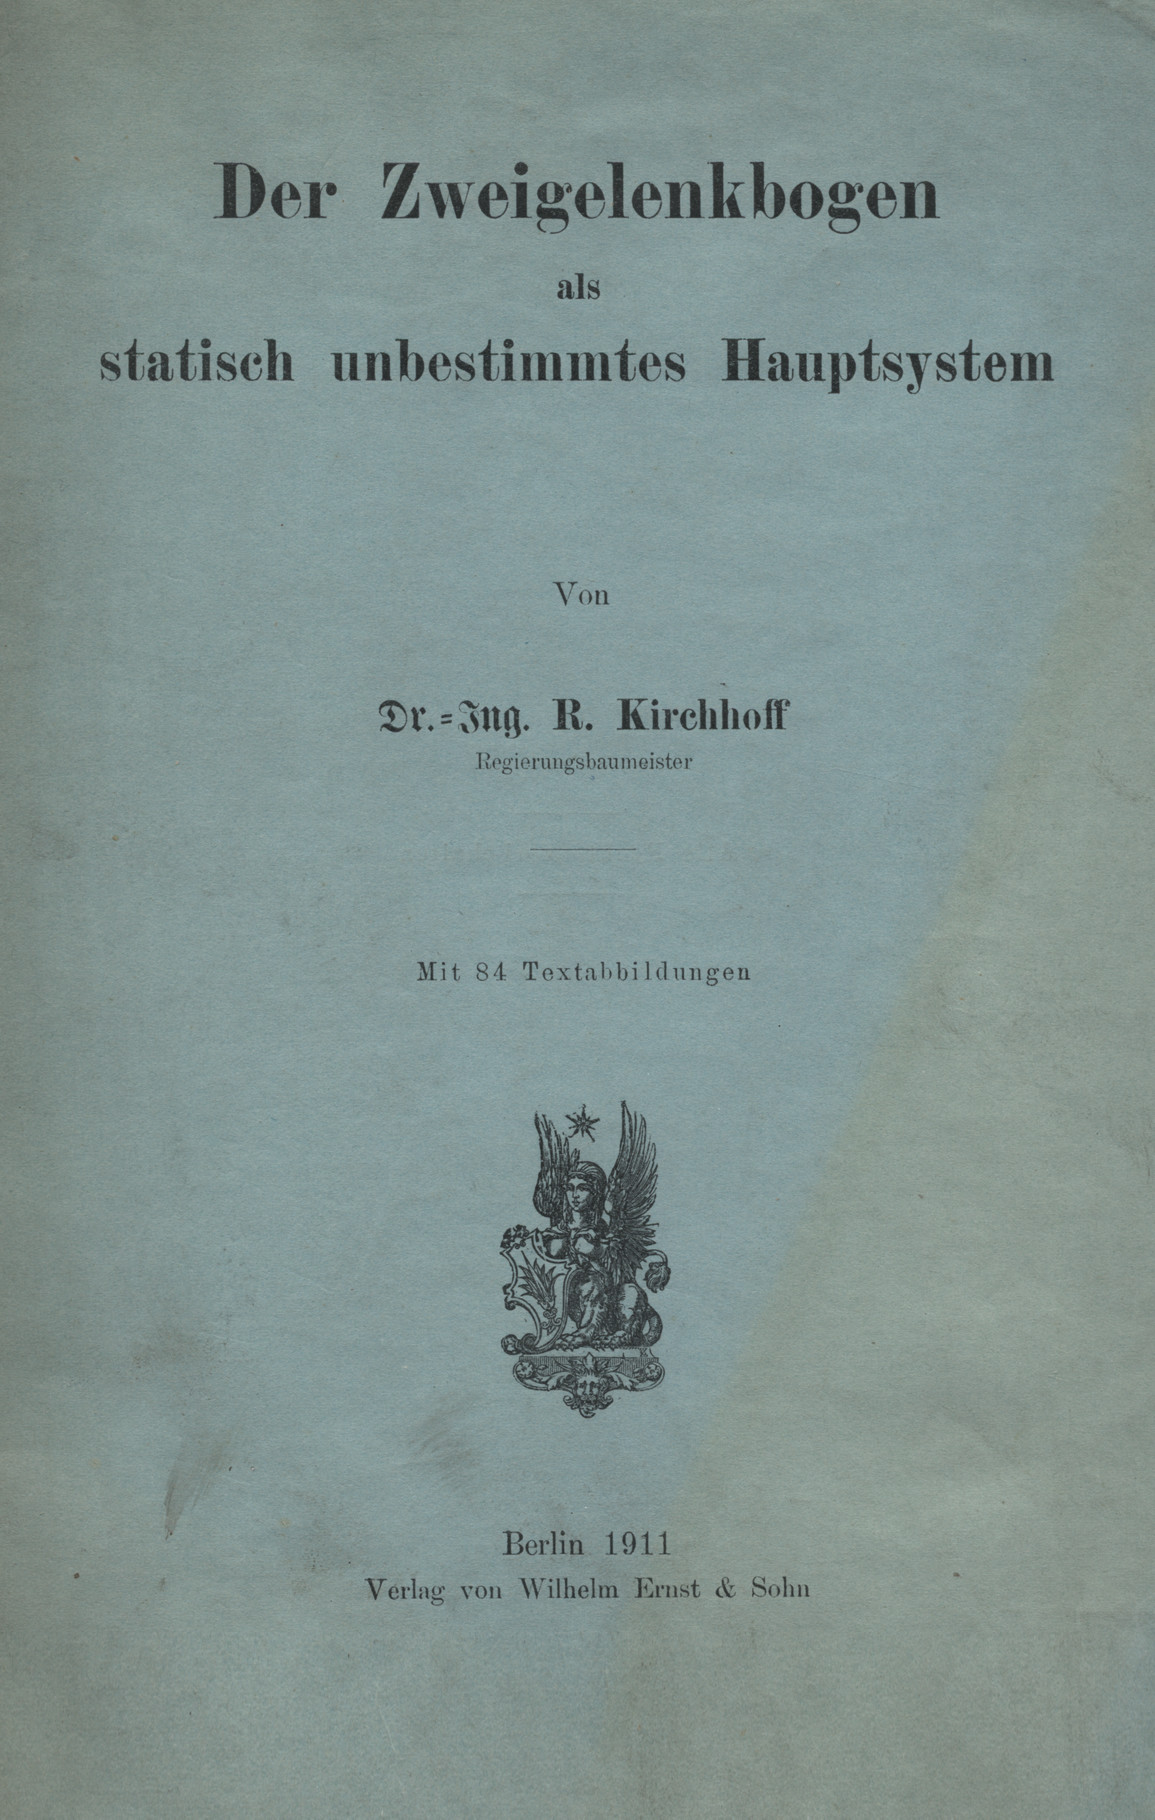 Der Zweigelenkbogen
als
statisch unbestimmtes Hauptsystem
Von
Dr.=Ing. R. Kirchhoff
Regierungsbaumeister
Mit 84 Textabbildungen
Berlin 1911
Verlag von Wilhelm Ernst & Sohn